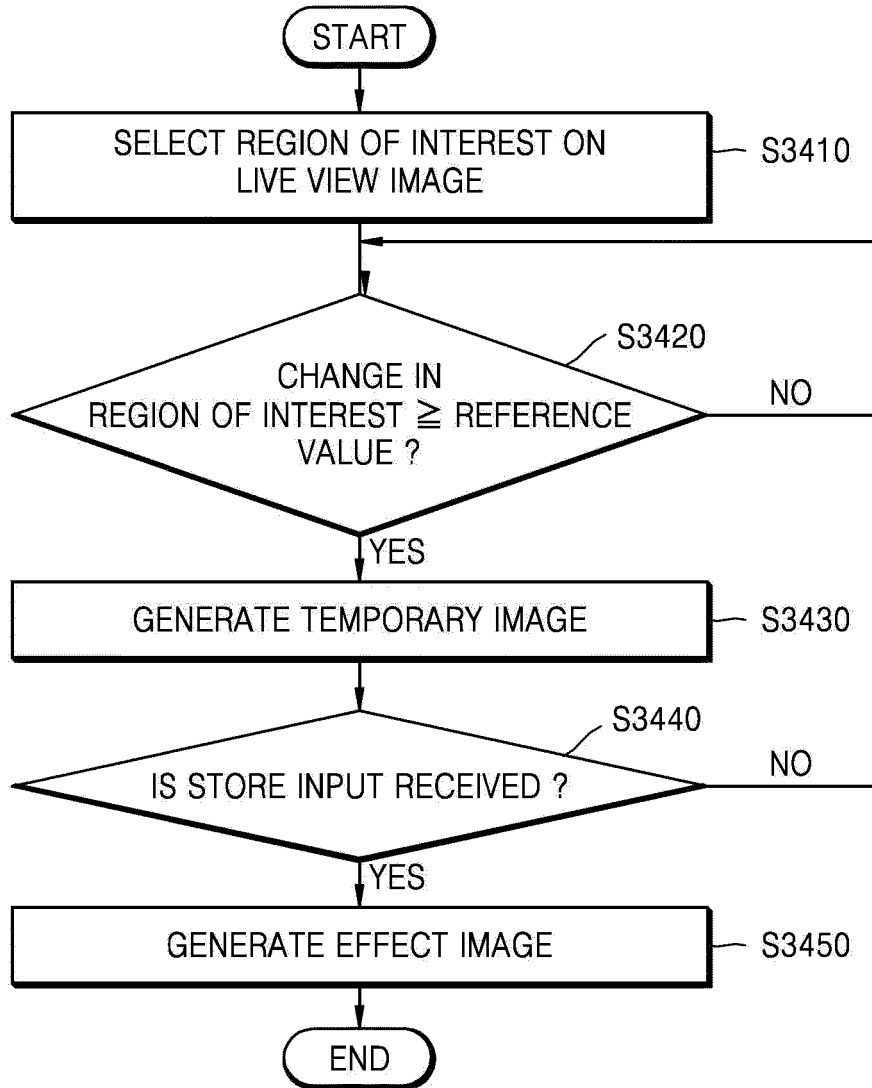 START
SELECT REGION OF INTEREST ON
LIVE VIEW IMAGE
S3410
S3420
CHANGE IN
REGION OF INTEREST ≧ REFERENCE
VALUE ?
NO
YES
GENERATE TEMPORARY IMAGE
S3430
S3440
IS STORE INPUT RECEIVED ?
NO
YES
GENERATE EFFECT IMAGE
S3450
END